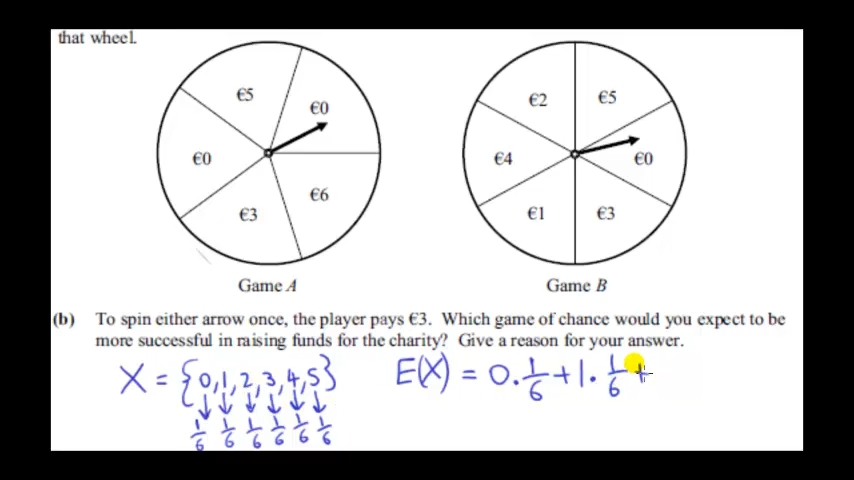 that wheel.
€5
€0
€0
€3
€6
€2
€5
€4
€0
€1
€3
Game A
Game B
(b) To spin either arrow once, the player pays €3. Which game of chance would you expect to be
more successful in raising funds for the charity? Give a reason for your answer.
X = {0,1,2,3,4,5} E(X) = 0.1/6 + 1.1/6 +
1/6 1/6 1/6 1/6 1/6 1/6